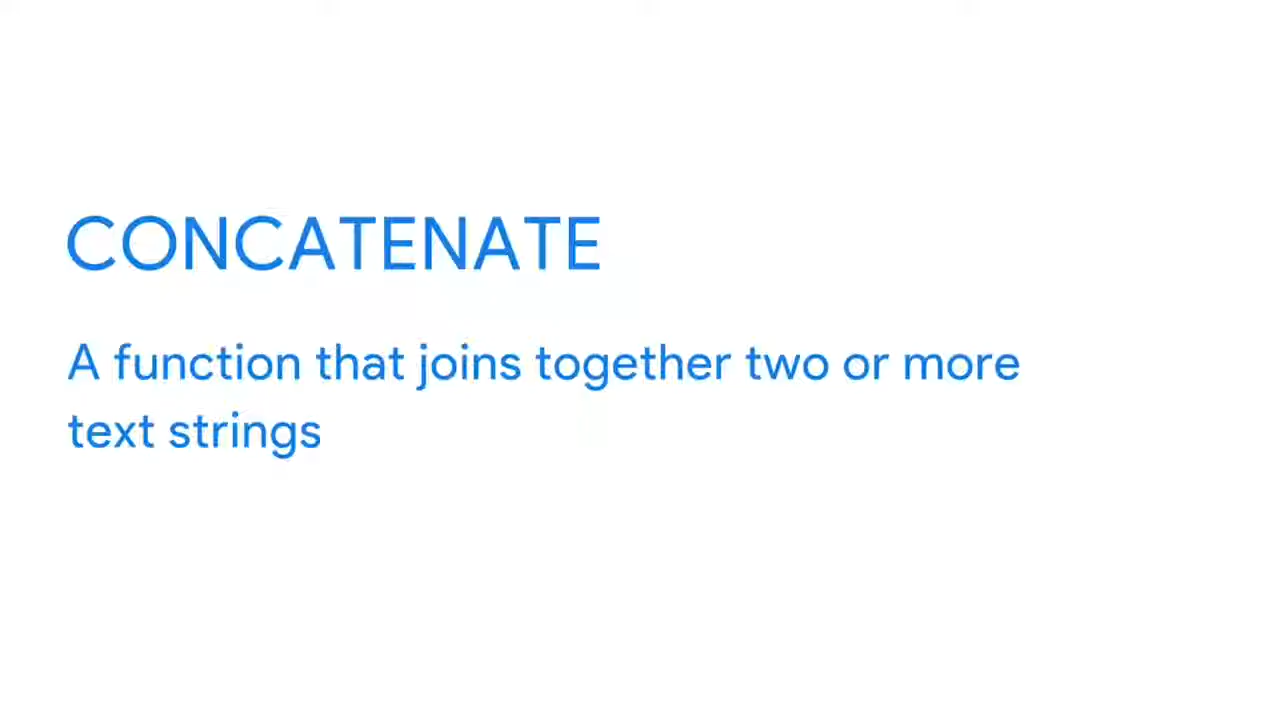 CONCATENATE
A function that joins together two or more
text strings